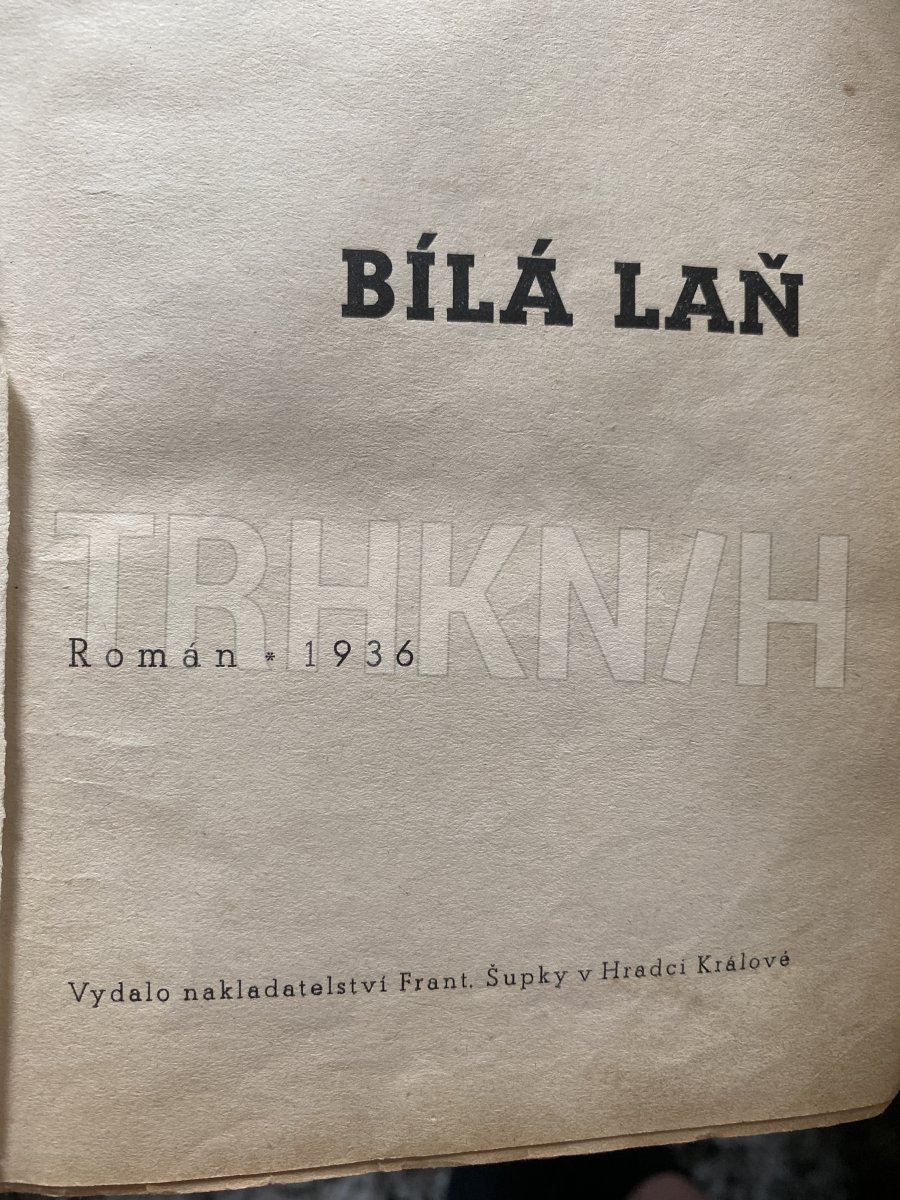 BÍLÁ LAŇ
TRHKNIH
Román * 1936
Vydalo nakladatelství Frant. Šupky v Hradci Králové